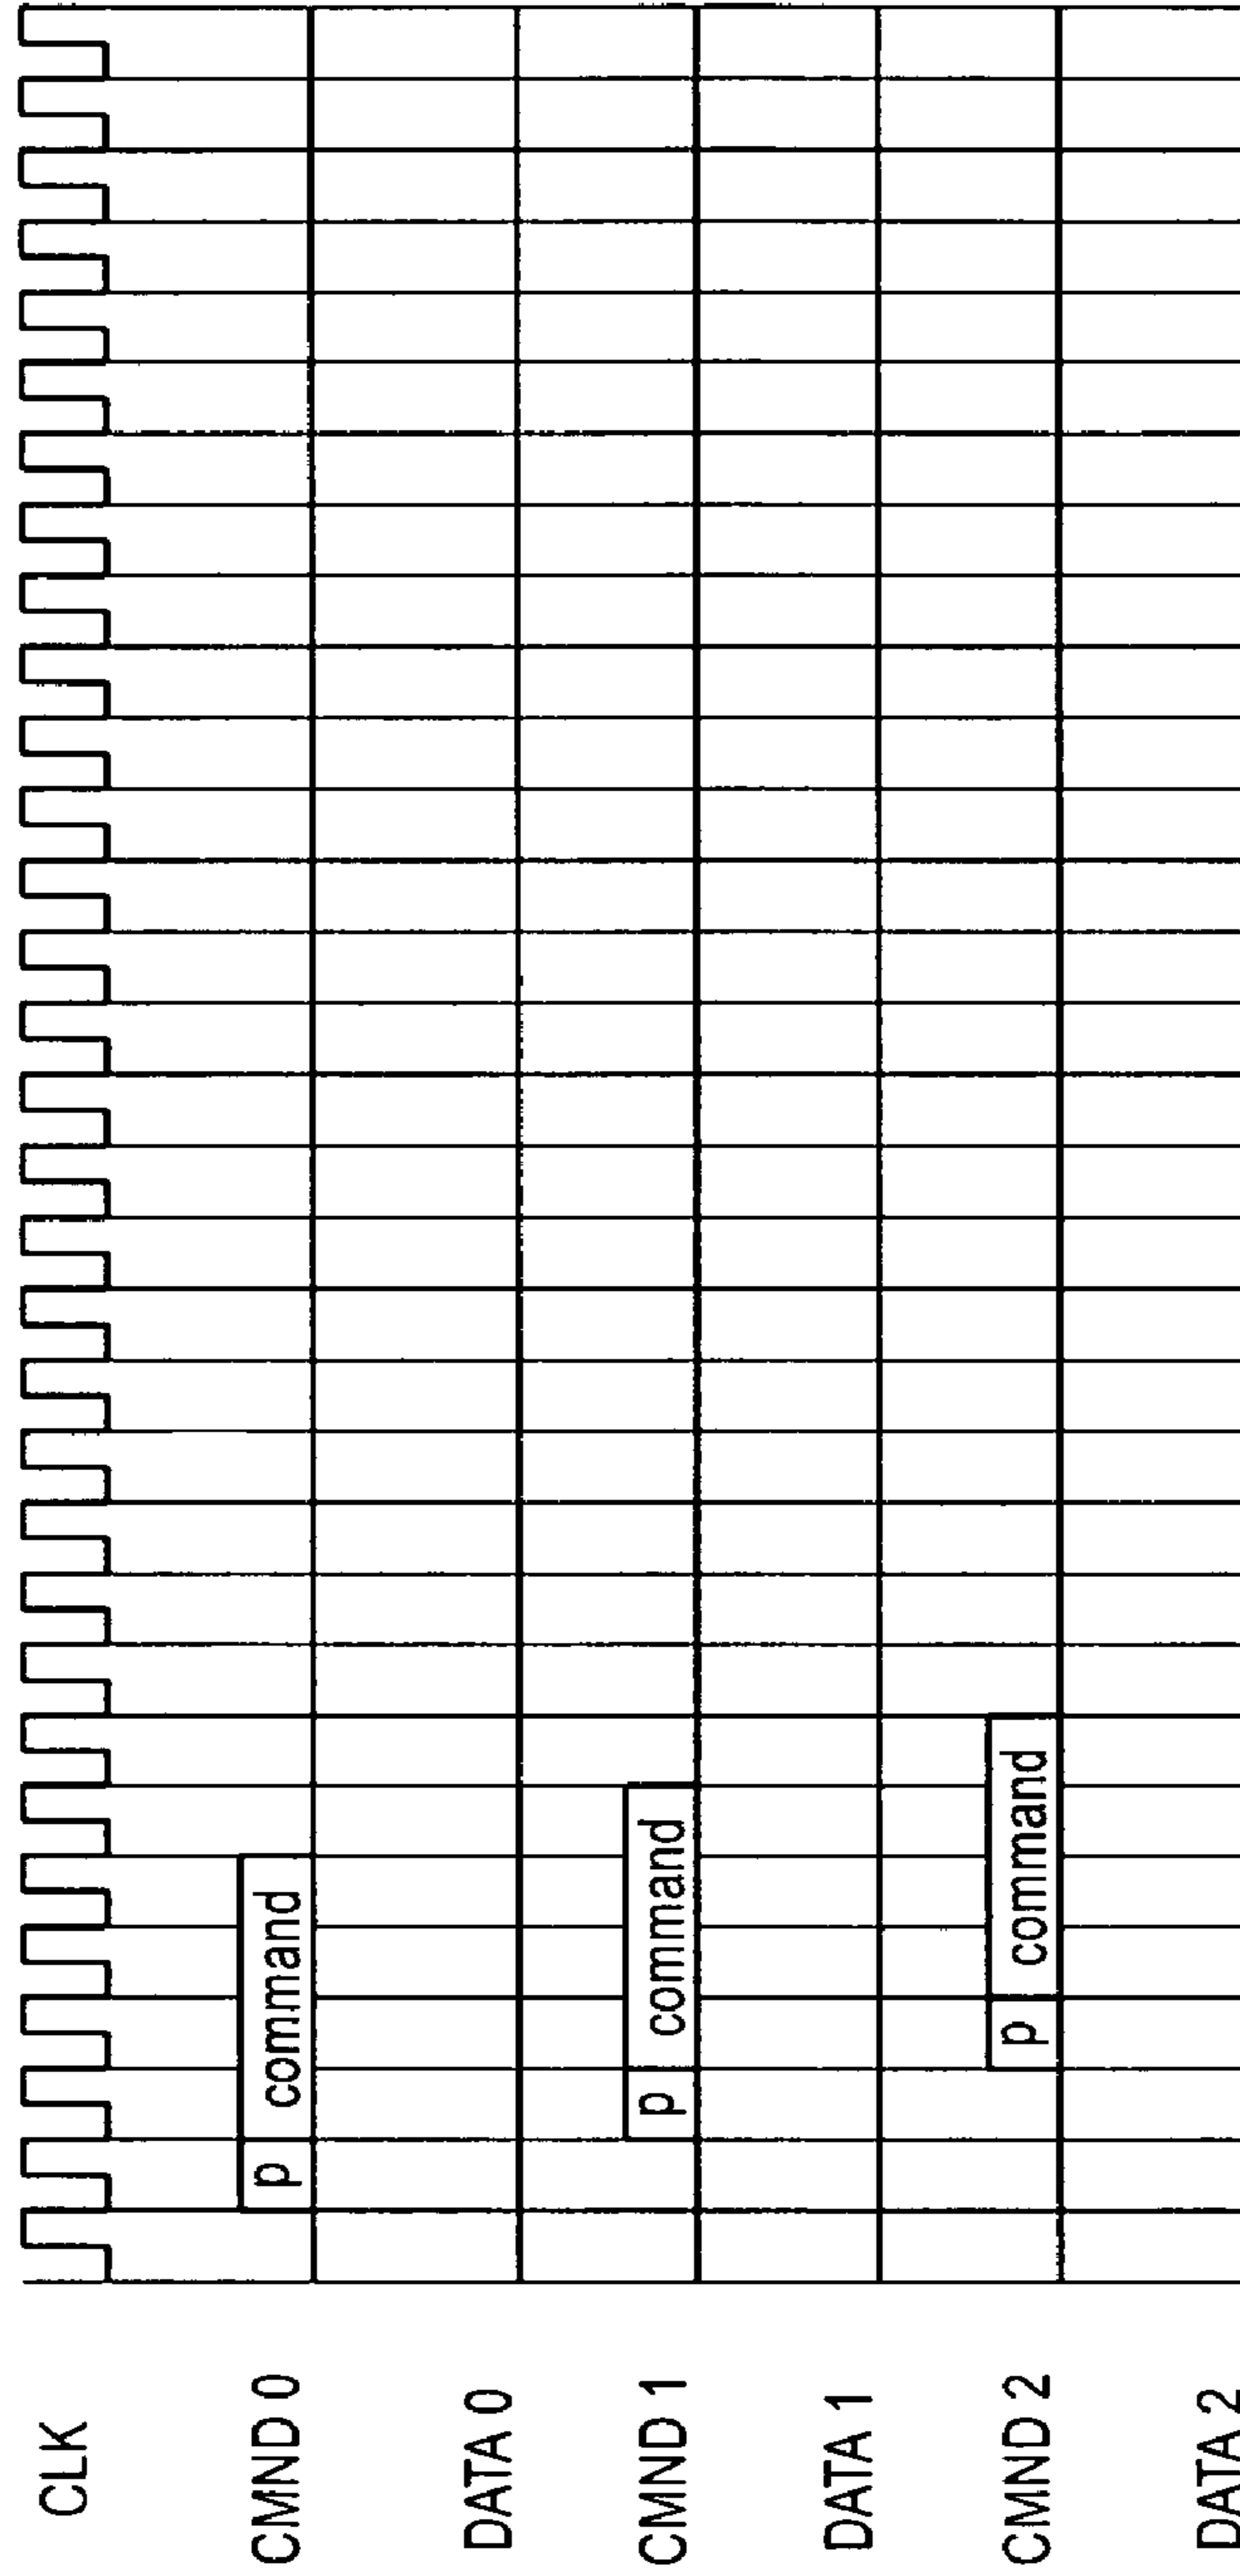 CLK
CMND 0
p command
DATA 0
CMND 1
p command
DATA 1
CMND 2
p command
DATA 2